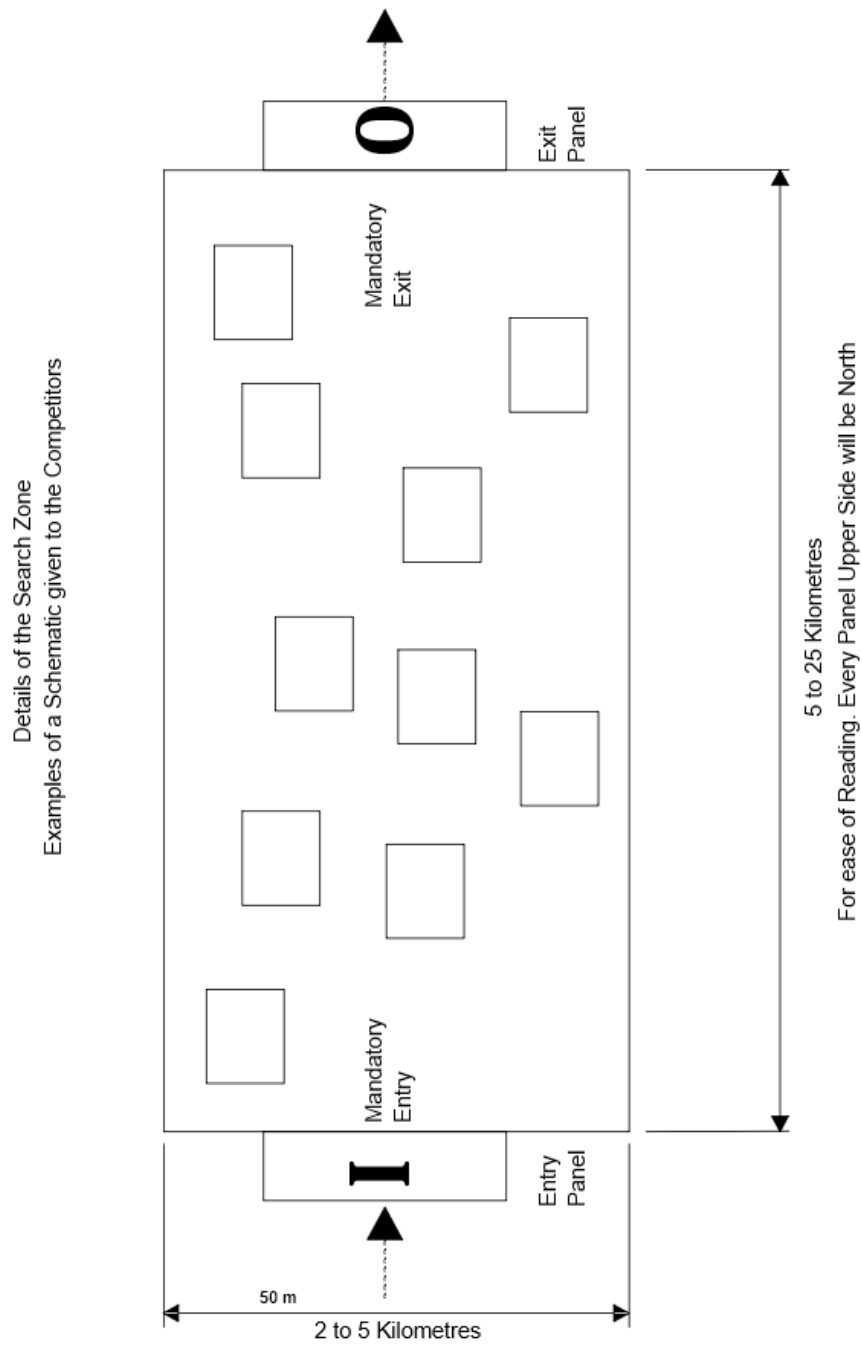 Details of the Search Zone
Examples of a Schematic given to the Competitors
I
Entry
Panel
Mandatory
Entry
Mandatory
Exit
O
Exit
Panel
50 m
2 to 5 Kilometres
5 to 25 Kilometres
For ease of Reading. Every Panel Upper Side will be North